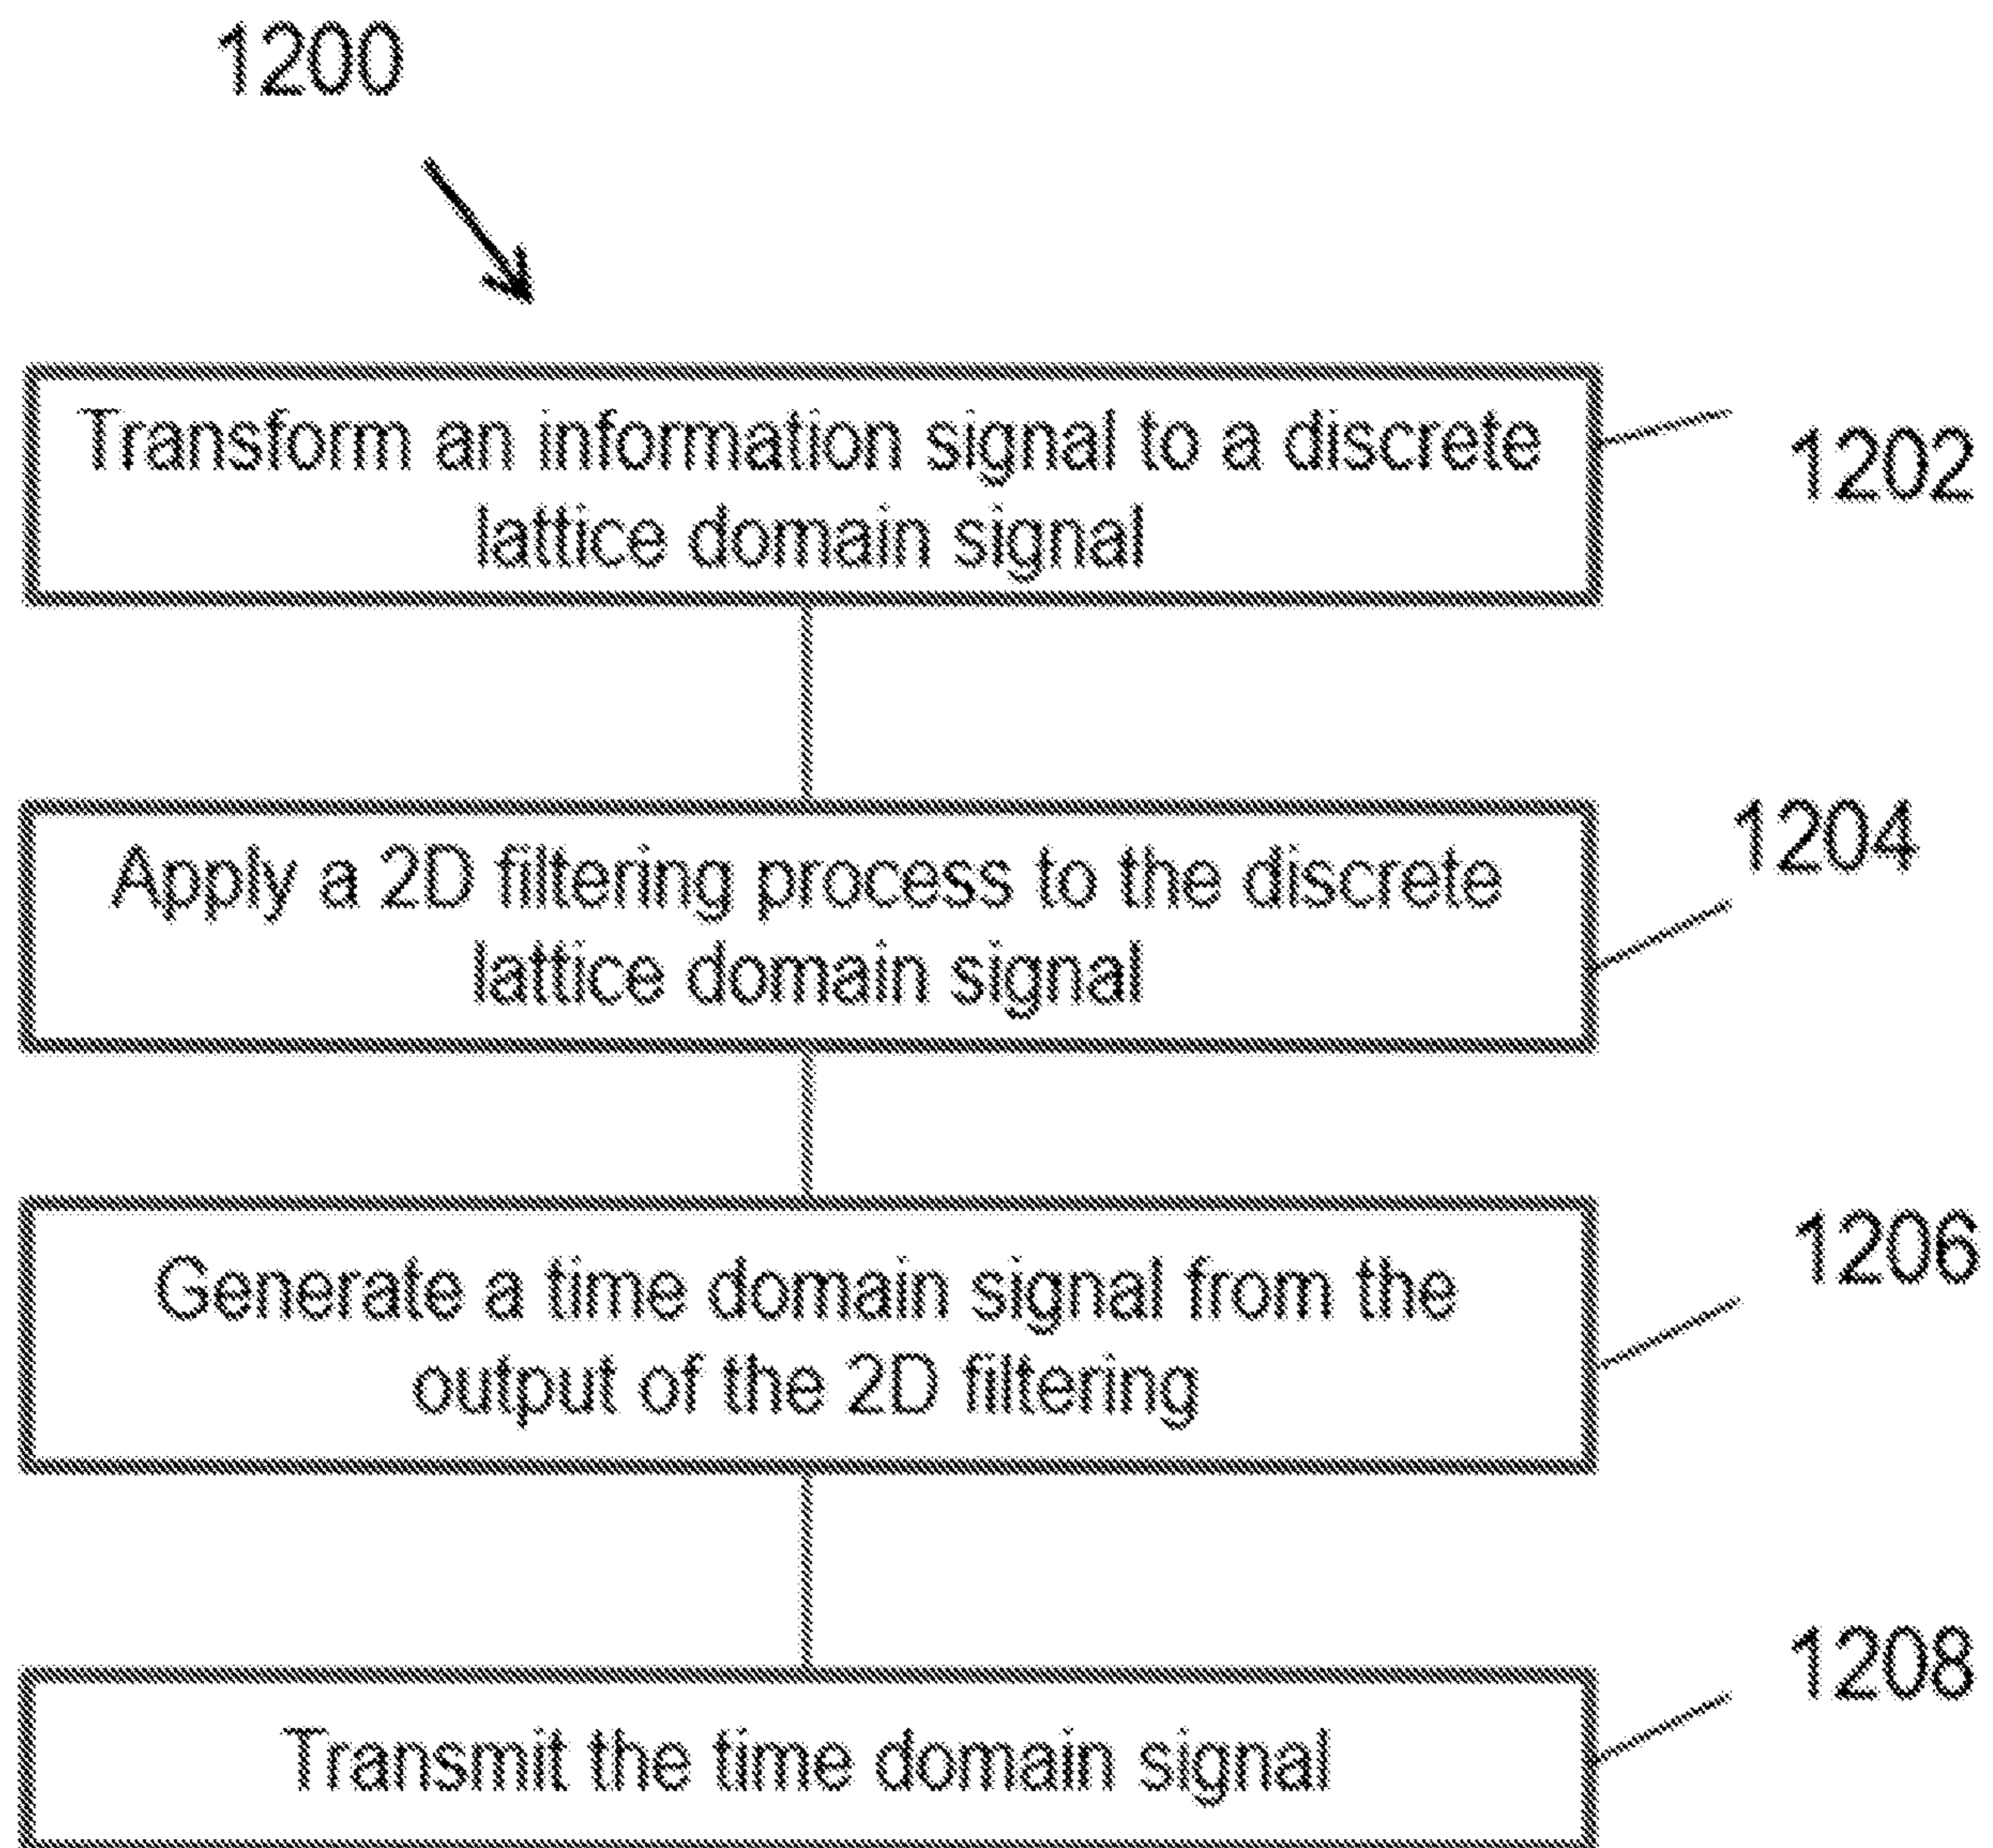 1200
Transform an information signal to a discrete
lattice domain signal
1202
Apply a 2D filtering process to the discrete
lattice domain signal
1204
Generate a time domain signal from the
output of the 2D filtering
1206
Transmit the time domain signal
1208